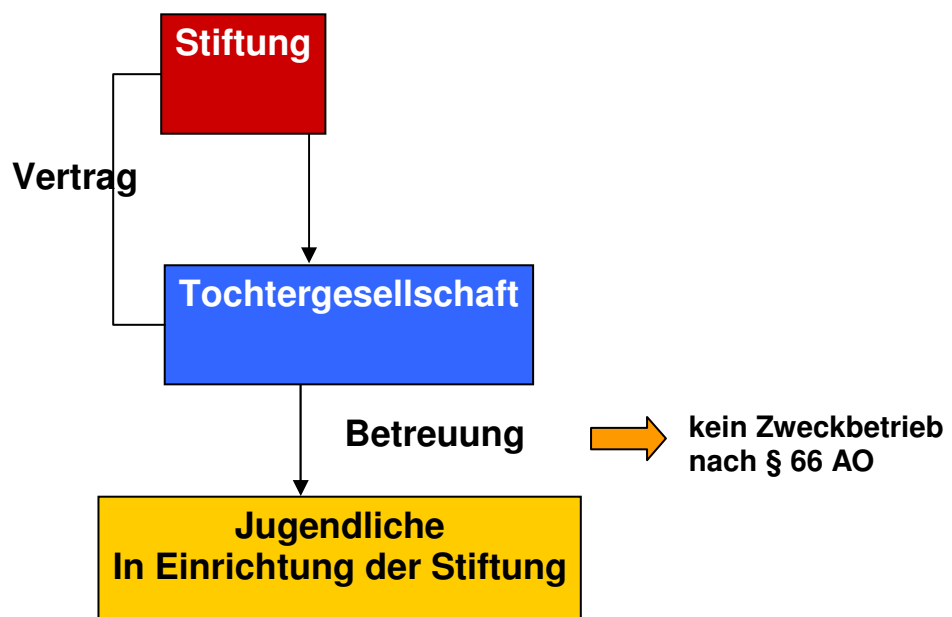 Stiftung
Vertrag
Tochtergesellschaft
Betreuung
kein Zweckbetrieb
nach § 66 AO
Jugendliche
In Einrichtung der Stiftung